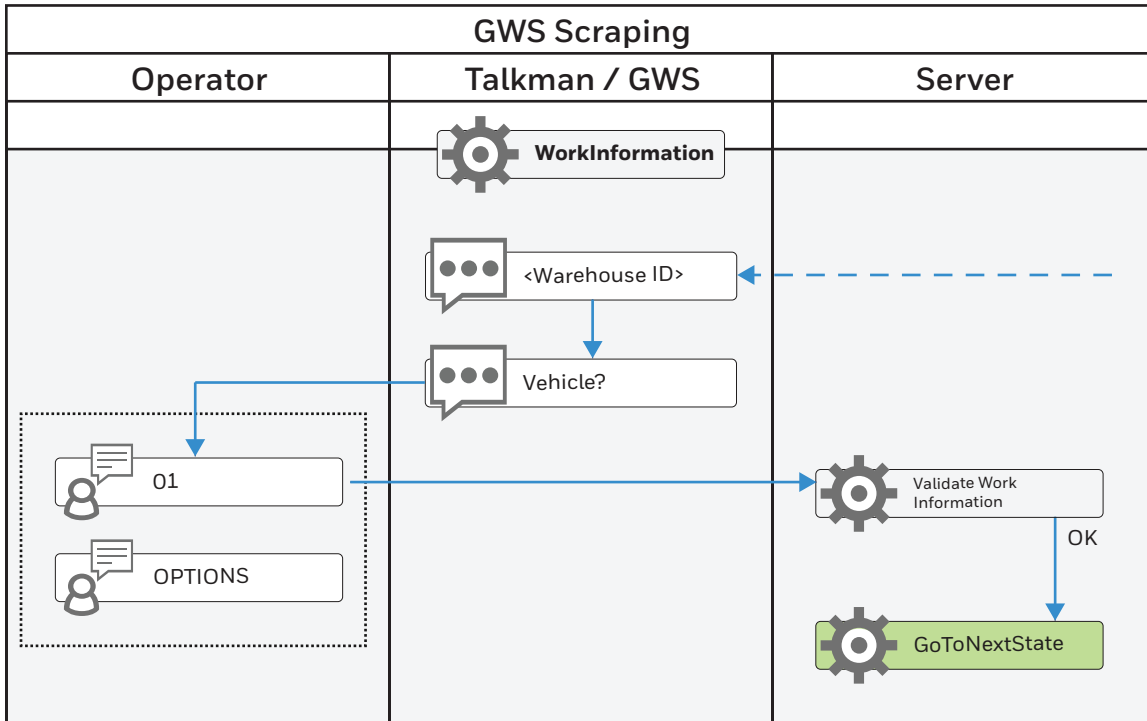 GWS Scraping
Operator
Talkman / GWS
Server
WorkInformation
<Warehouse ID>
Vehicle?
01
Validate Work
Information
OK
OPTIONS
GoToNextState